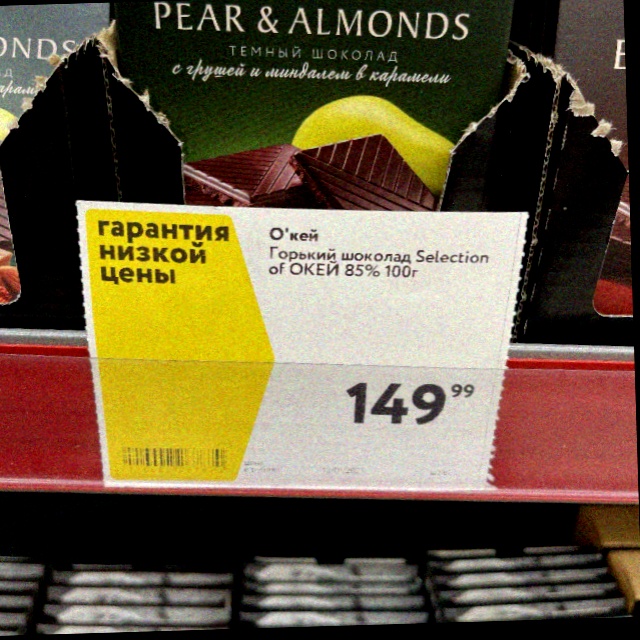 PEAR & ALMONDS
ТЕМНЫЙ ШОКОЛАД
с грушей и миндалем в карамели
ONDS
гарантия
низкой
цены
О'кей
Горький шоколад Selection
of ОКЕЙ 85% 100г
149 99